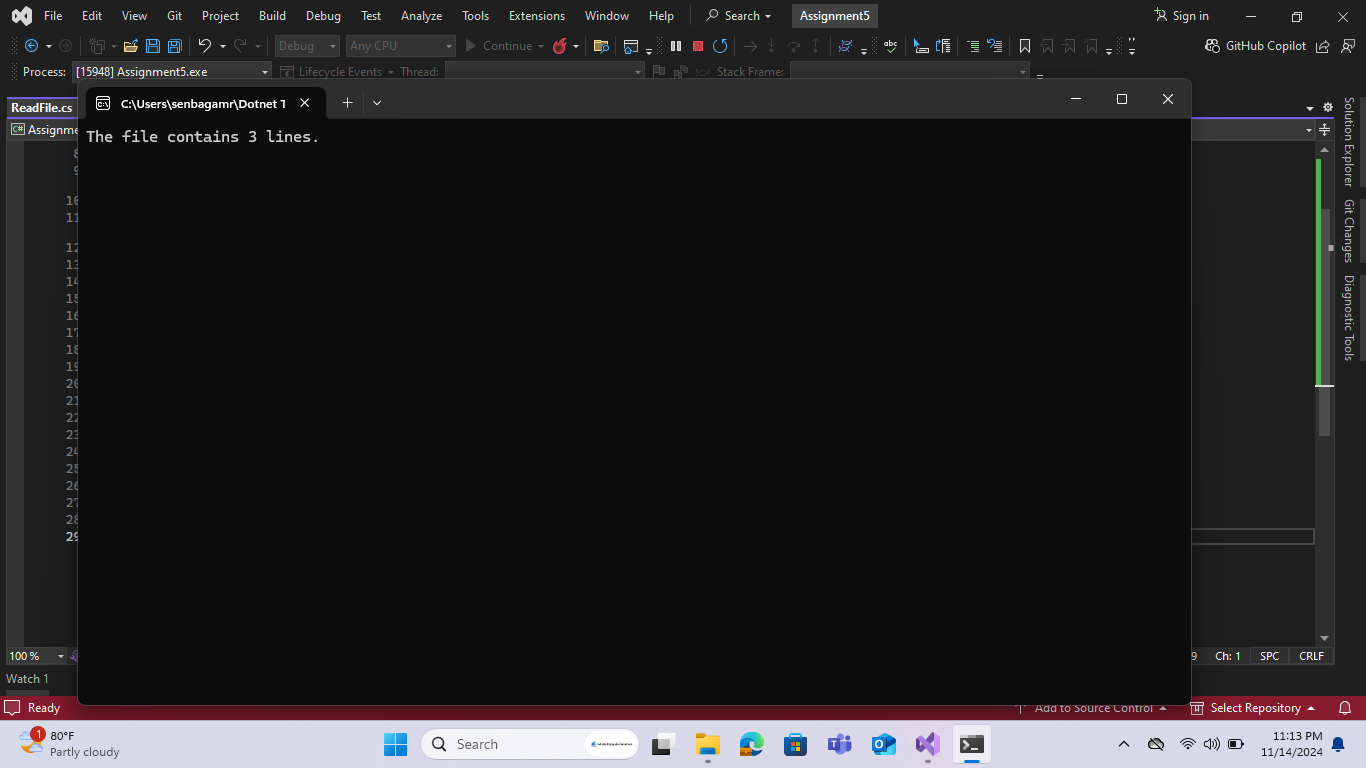 File Edit View Git Project Build Debug Test Analyze Tools Extensions Window Help Search Assignment5 Sign in
Debug Any CPU Continue abc GitHub Copilot
Process: [15948] Assignment5.exe Lifecycle Events Thread: Stack Frame:
ReadFile.cs
C:\Users\senbagamr\Dotnet T
C# Assignme
The file contains 3 lines.
8
9
10
11
12
13
14
15
16
17
18
19
20
21
22
23
24
25
26
27
28
29
Solution Explorer
Git Changes
Diagnostic Tools
100 % 9 Ch: 1 SPC CRLF
Watch 1
Ready Add to Source Control Select Repository
1
80°F
Partly cloudy
Search
11:13 PM
11/14/2024